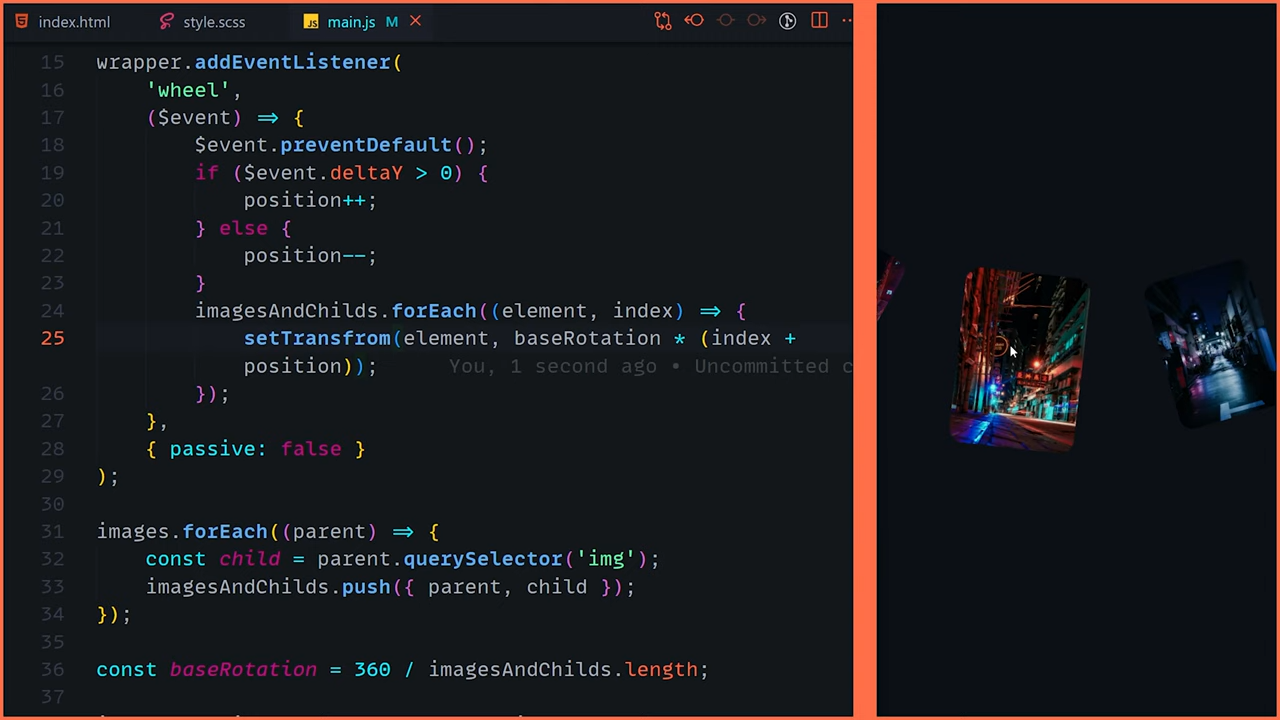 index.html
style.scss
JS main.js M
15 wrapper.addEventListener(
16 'wheel',
17 ($event) => {
18 $event.preventDefault();
19 if ($event.deltaY > 0) {
20 position++;
21 } else {
22 position--;
23 }
24 imagesAndChilds.forEach((element, index) => {
25 setTransfrom(element, baseRotation * (index +
position)); You, 1 second ago • Uncommitted c
26 });
27 },
28 { passive: false }
29 );
30
31 images.forEach((parent) => {
32 const child = parent.querySelector('img');
33 imagesAndChilds.push({ parent, child });
34 });
35
36 const baseRotation = 360 / imagesAndChilds.length;
37